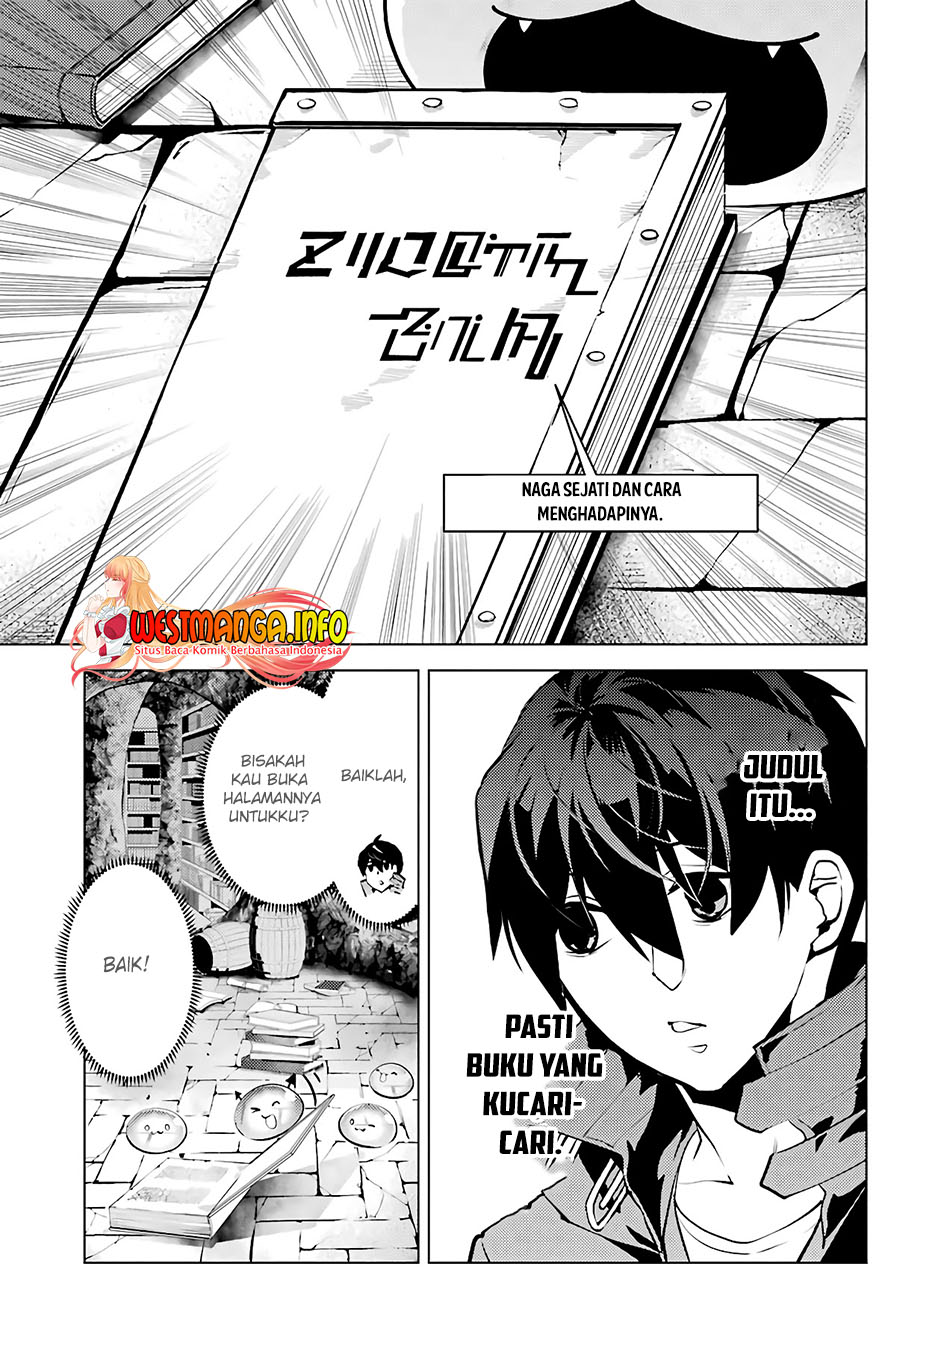 NAGA SEJATI DAN CARA
MENGHADAPINYA.
WESTMANGA.INFO
Situs Baca Komik Berbahasa Indonesia
JUDUL
ITU...
PASTI
BUKU YANG
KUCARI-
CARI.
BAIKLAH,
BISAKAH
KAU BUKA
HALAMANNYA
UNTUKKU?
BAIK!